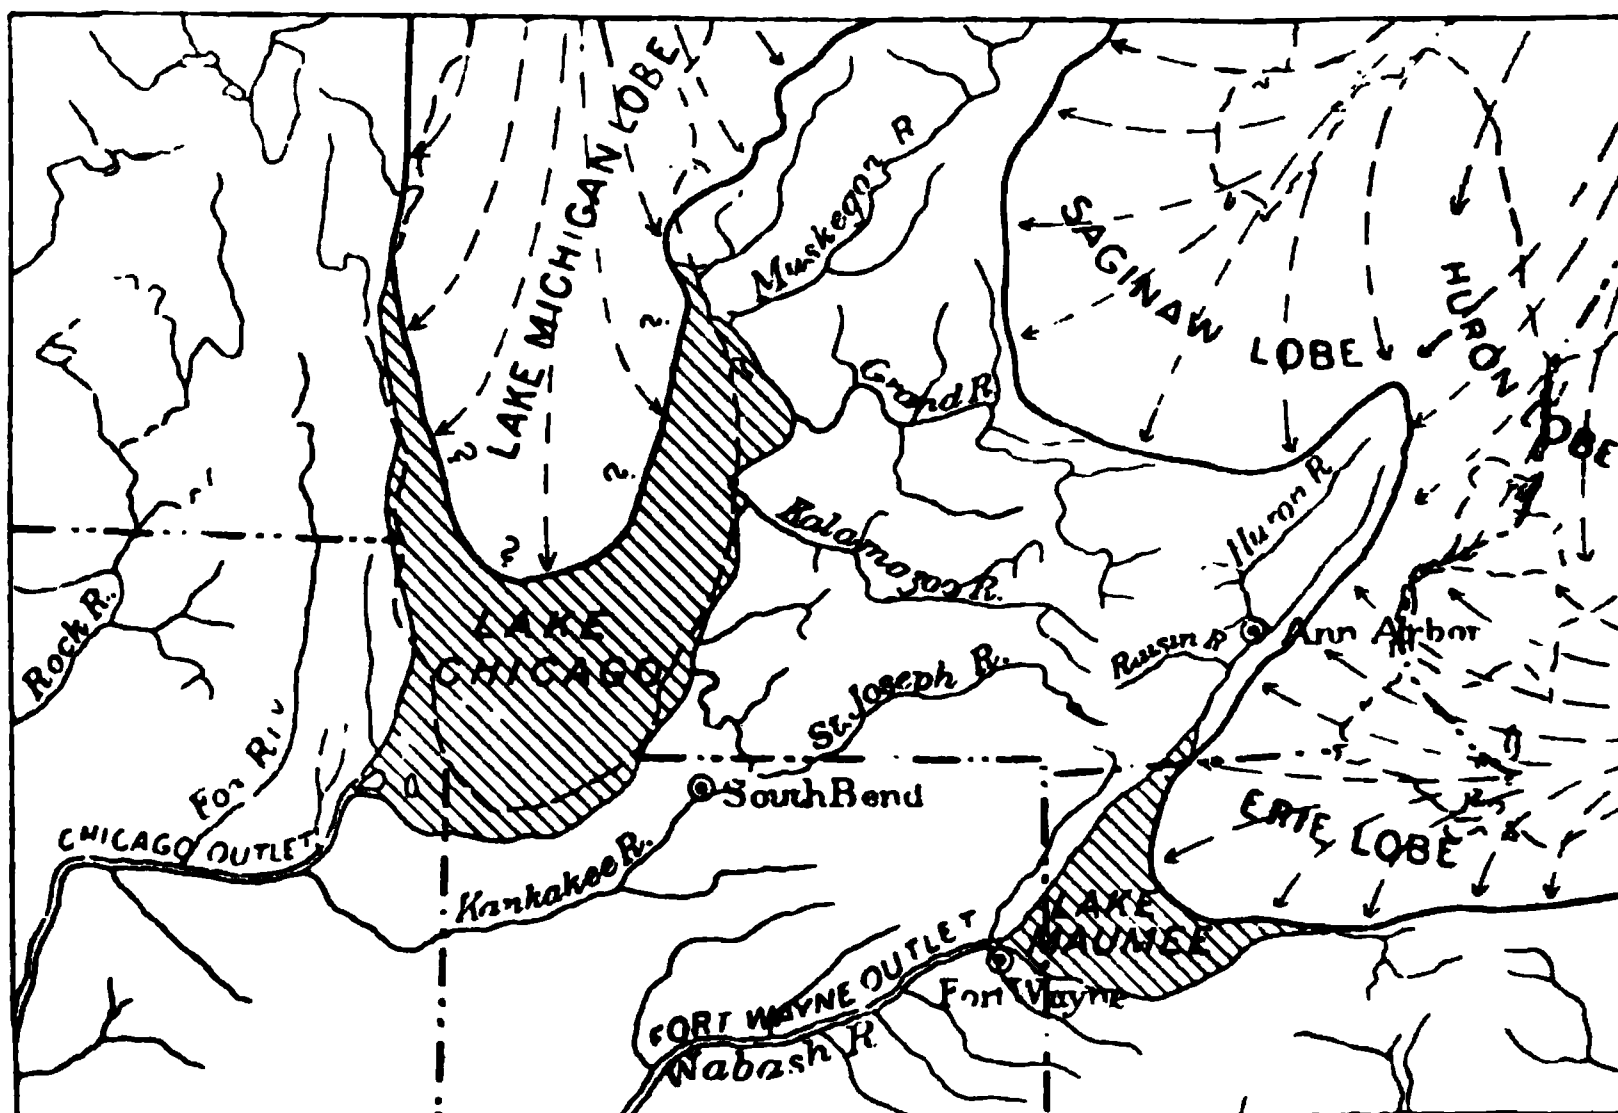 LAKE MICHIGAN LOBE
Muskegon R
SAGINAW LOBE
HURON LOBE
Grand R.
Huron R
Kalamazoo R.
Rock R.
LAKE
CHICAGO
Ann Arbor
Raisin R
St. Joseph R.
Fox Riv
South Bend
ERIE LOBE
CHICAGO OUTLET
Kankakee R.
LAKE
MAUMEE
FORT WAYNE OUTLET
Fort Wayne
Wabash R
?
?
?
?